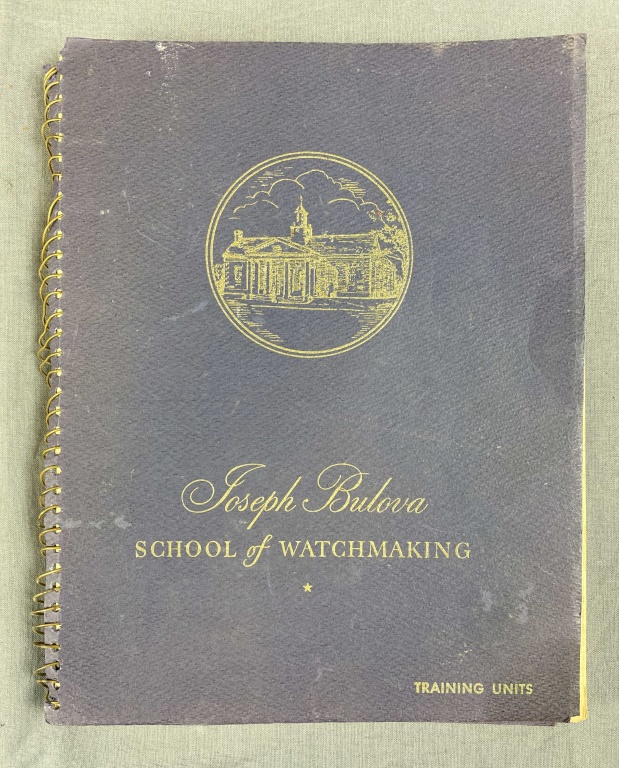 Joseph Bulova
SCHOOL of WATCHMAKING
TRAINING UNITS